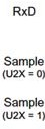 RxD
Sample
(U2X = 0)
Sample
(U2X = 1)